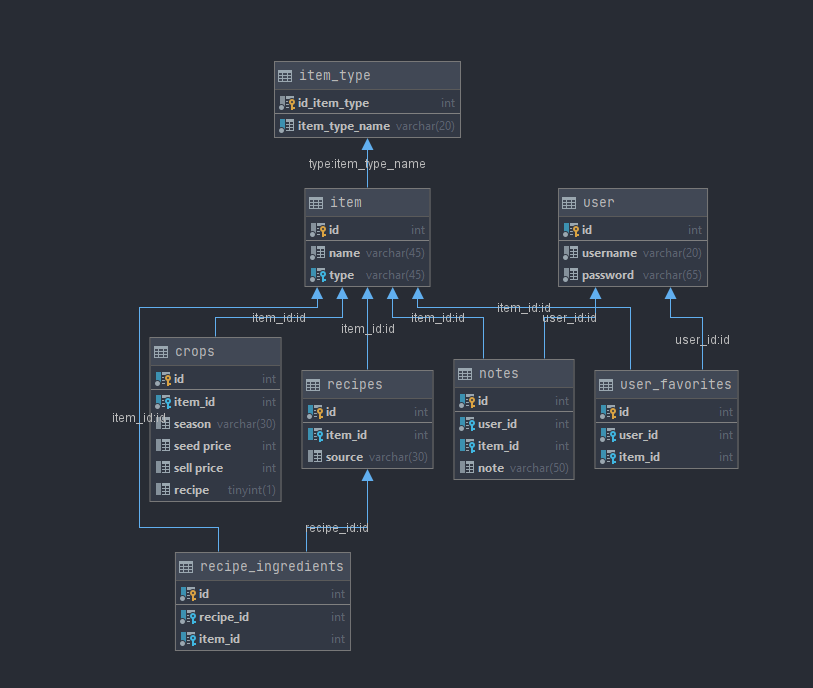 item_type
id_item_type int
item_type_name varchar(20)
type:item_type_name
item
id int
name varchar(45)
type varchar(45)
user
id int
username varchar(20)
password varchar(65)
item_id:id
item_id:id
item_id:id
item_id:id
user_id:id
user_id:id
crops
id int
item_id int
season varchar(30)
seed price int
sell price int
recipe tinyint(1)
item_id:id
recipes
id int
item_id int
source varchar(30)
notes
id int
user_id int
item_id int
note varchar(50)
user_favorites
id int
user_id int
item_id int
recipe_id:id
recipe_ingredients
id int
recipe_id int
item_id int